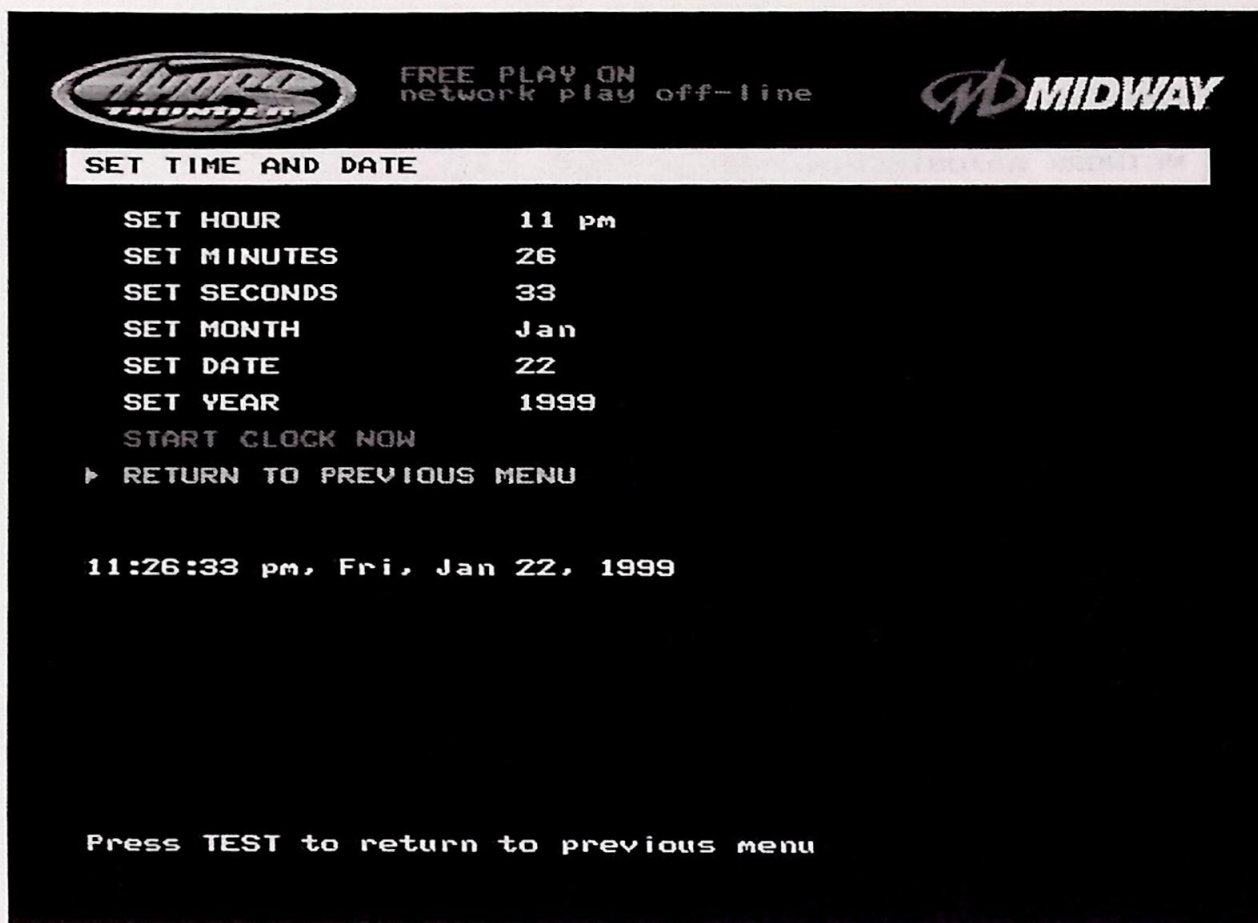 HYDRO
THUNDER
FREE PLAY ON
network play off-line
MIDWAY
SET TIME AND DATE
SET HOUR 11 pm
SET MINUTES 26
SET SECONDS 33
SET MONTH Jan
SET DATE 22
SET YEAR 1999
START CLOCK NOW
RETURN TO PREVIOUS MENU
11:26:33 pm, Fri, Jan 22, 1999
Press TEST to return to previous menu